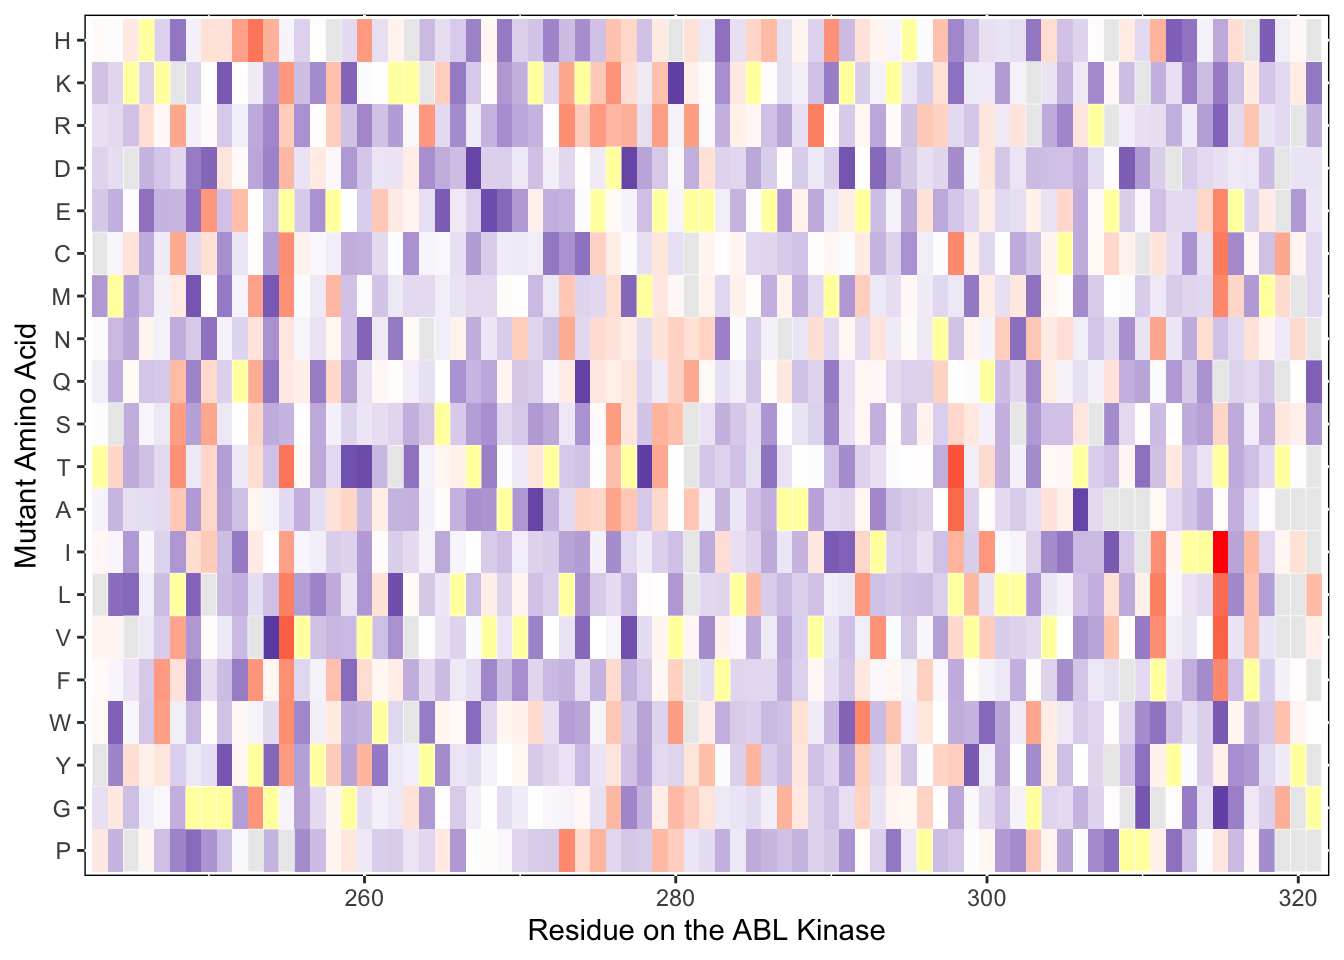 Mutant Amino Acid
H
K
R
D
E
C
M
N
Q
S
T
A
I
L
V
F
W
Y
G
P
260 280 300 320
Residue on the ABL Kinase